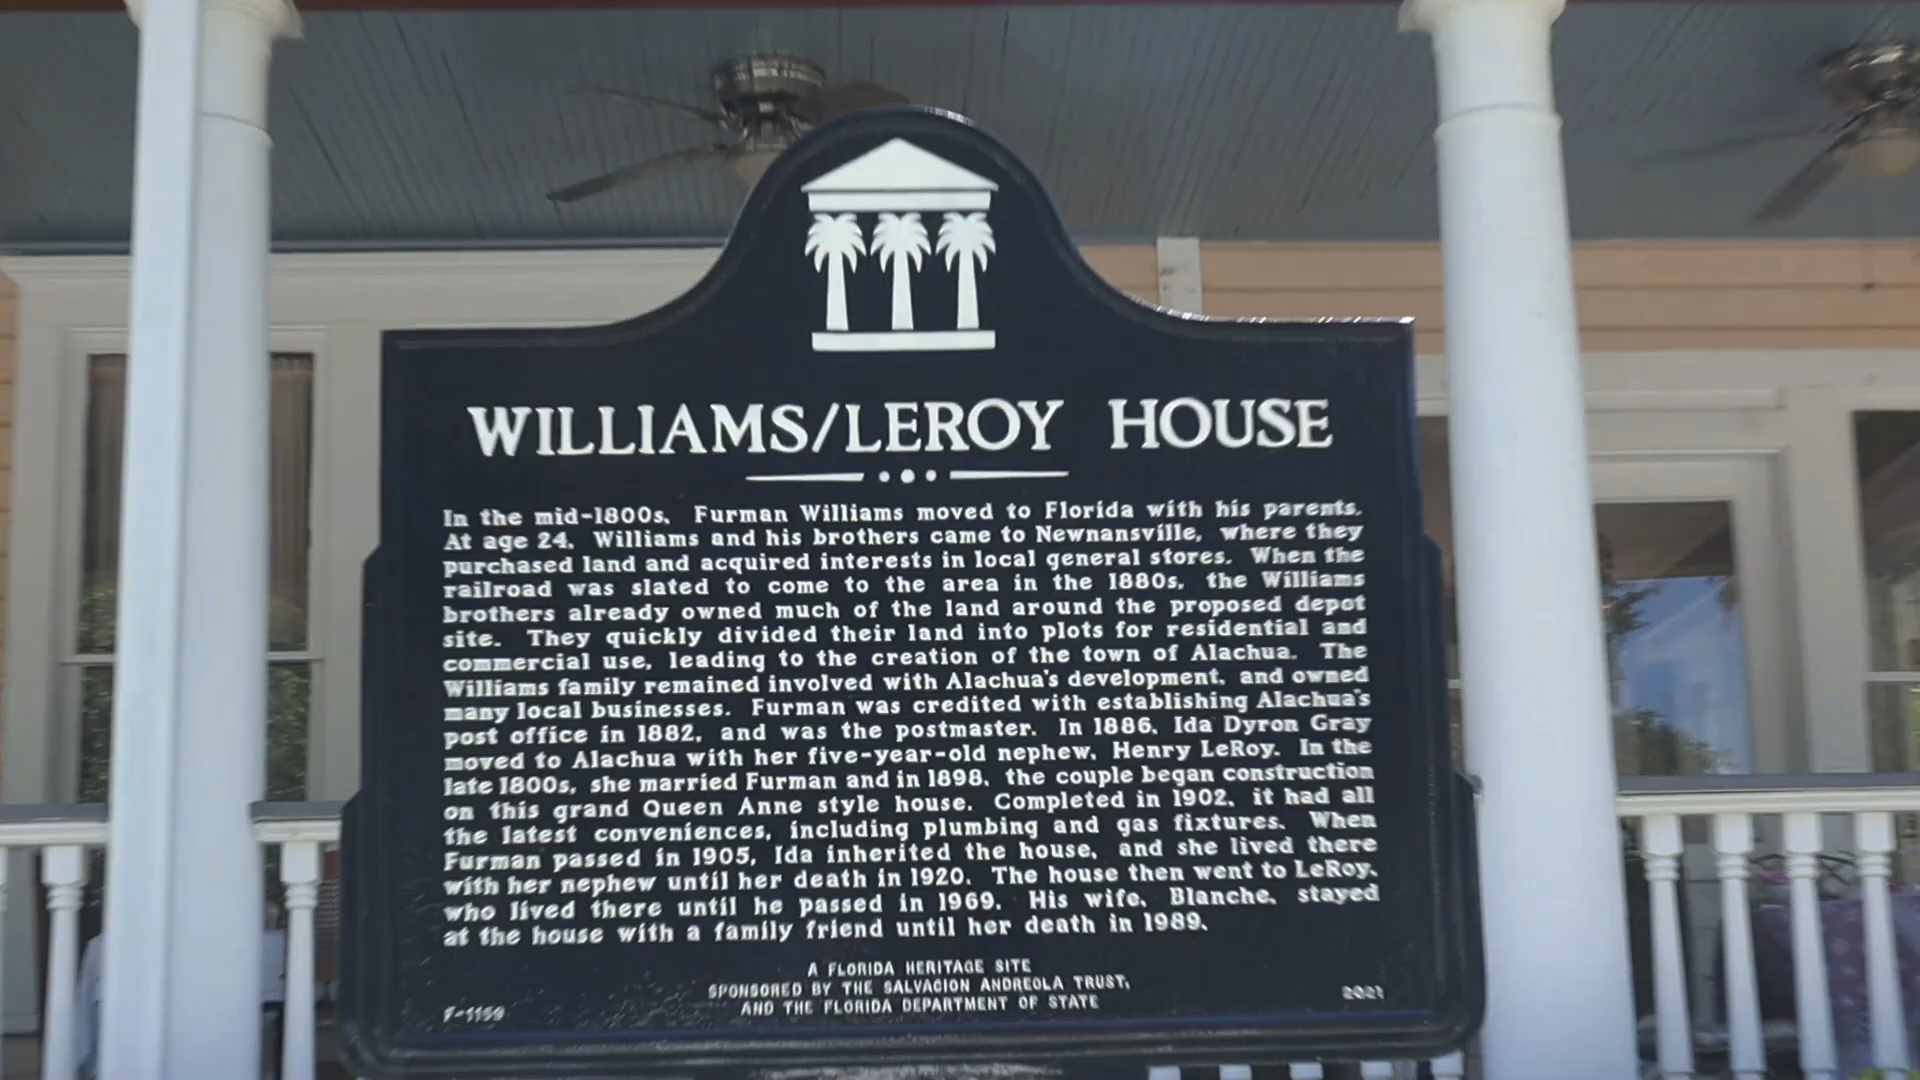 WILLIAMS/LEROY HOUSE
In the mid-1800s, Furman Williams moved to Florida with his parents.
At age 24, Williams and his brothers came to Newnansville, where they
purchased land and acquired interests in local general stores. When the
railroad was slated to come to the area in the 1880s, the Williams
brothers already owned much of the land around the proposed depot
site. They quickly divided their land into plots for residential and
commercial use, leading to the creation of the town of Alachua. The
Williams family remained involved with Alachua's development, and owned
many local businesses. Furman was credited with establishing Alachua's
post office in 1882, and was the postmaster. In 1886, Ida Dyron Gray
moved to Alachua with her five-year-old nephew, Henry LeRoy. In the
late 1800s, she married Furman and in 1898, the couple began construction
on this grand Queen Anne style house. Completed in 1902, it had all
the latest conveniences, including plumbing and gas fixtures. When
Furman passed in 1905, Ida inherited the house, and she lived there
with her nephew until her death in 1920. The house then went to LeRoy,
who lived there until he passed in 1969. His wife, Blanche, stayed
at the house with a family friend until her death in 1989.
A FLORIDA HERITAGE SITE
SPONSORED BY THE SALVACION ANDREOLA TRUST,
AND THE FLORIDA DEPARTMENT OF STATE
F-1159
2021